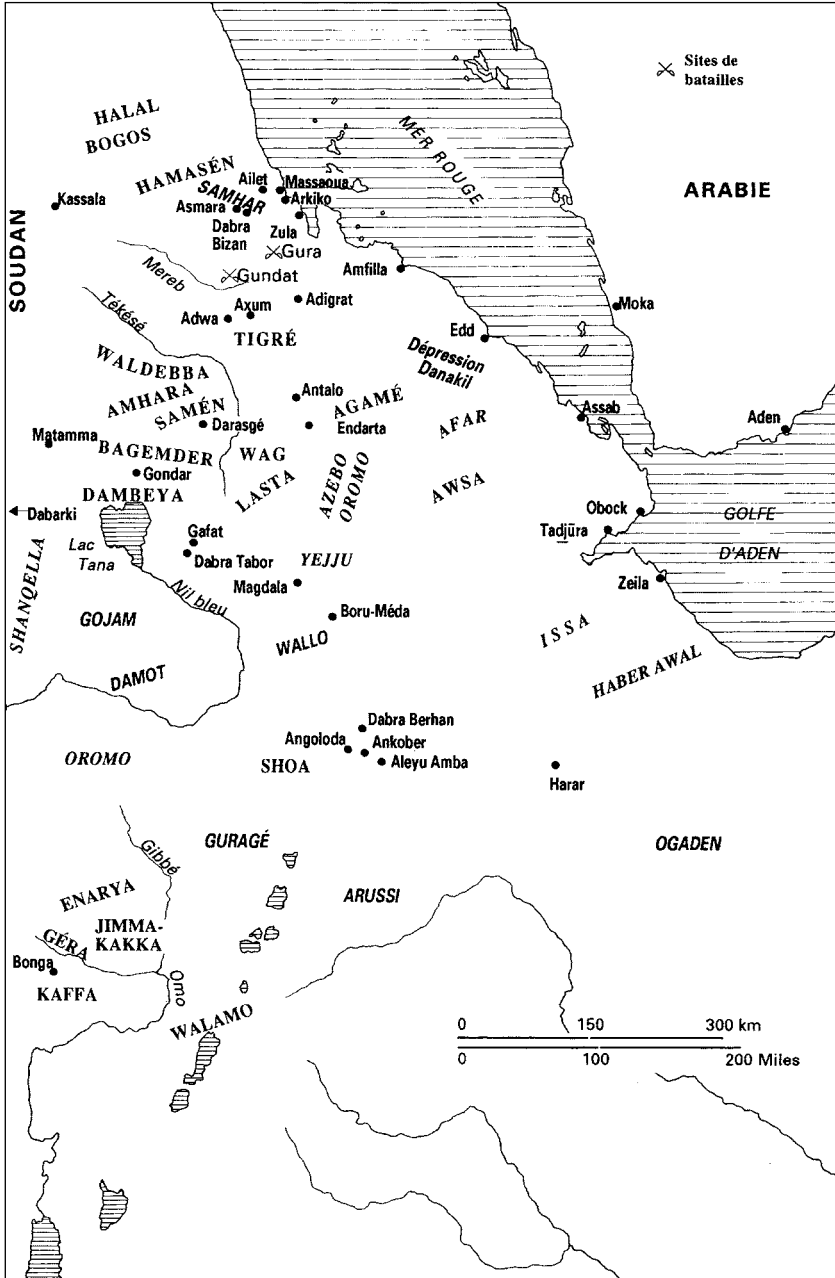 Sites de
batailles
HALAL
BOGOS
MER ROUGE
HAMASÉN
Ailet
Massaoua
ARABIE
Kassala
SAMHAR
Arkiko
Asmara
Dabra
Bizan
Zula
SOUDAN
Gura
Mereb
Gundat
Amfilla
Adigrat
Moka
Tékésé
Axum
Adwa
TIGRÉ
Edd
Dépression
Danakil
WALDEBBA
AMHARA
SAMÉN
Antalo
AGAMÉ
Darasgé
Endarta
AFAR
Assab
Aden
Matamma
BAGEMDER
WAG
Gondar
LASTA
AZEBO
OROMO
AWSA
DAMBEYA
Dabarki
Obock
GOLFE
D'ADEN
Lac
Tana
Gafat
Tadjūra
Dabra Tabor
YEJJU
SHANQELLA
Magdala
Zeila
Nil bleu
GOJAM
Boru-Méda
WALLO
ISSA
HABER AWAL
DAMOT
Dabra Berhan
Angoloda
Ankober
OROMO
SHOA
Aleyu Amba
Harar
Gibbé
GURAGÉ
OGADEN
ENARYA
ARUSSI
JIMMA-
KAKKA
GÉRA
Bonga
KAFFA
Omo
WALAMO
0 150 300 km
0 100 200 Miles